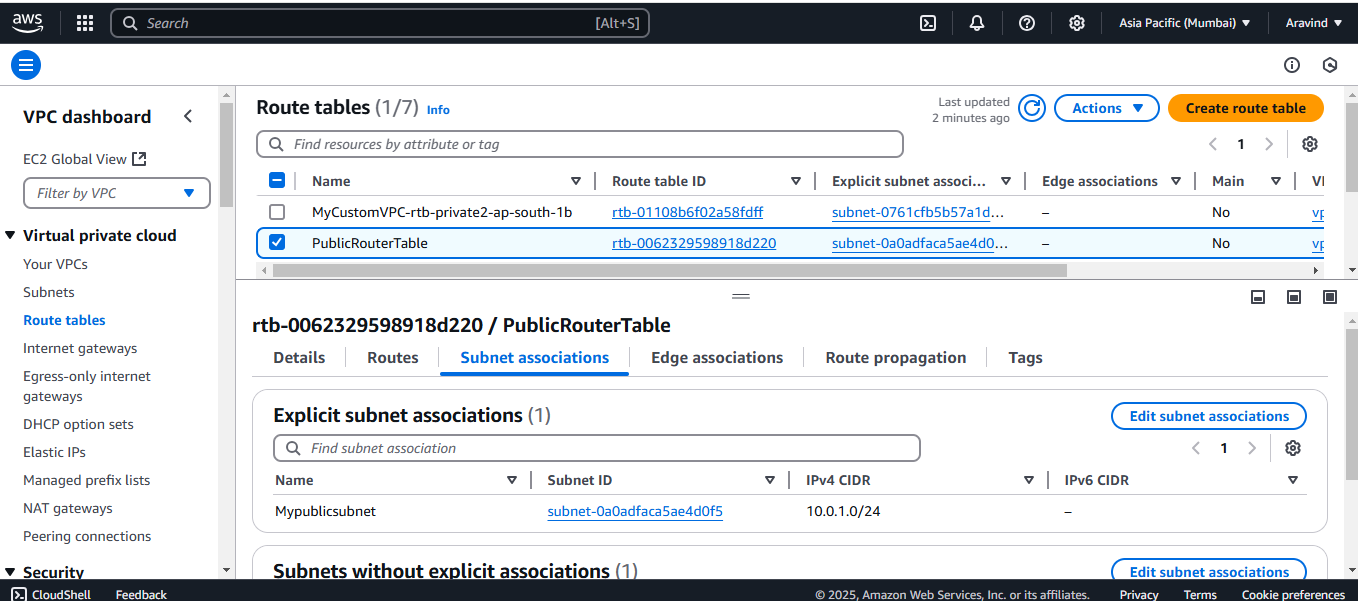 aws
Search [Alt+S] Asia Pacific (Mumbai) Aravind
VPC dashboard
EC2 Global View
Filter by VPC
Virtual private cloud
Your VPCs
Subnets
Route tables
Internet gateways
Egress-only internet
gateways
DHCP option sets
Elastic IPs
Managed prefix lists
NAT gateways
Peering connections
Security
Route tables (1/7) Info
Last updated
2 minutes ago
Actions
Create route table
Find resources by attribute or tag
1
Name Route table ID Explicit subnet associ... Edge associations Main
MyCustomVPC-rtb-private2-ap-south-1b rtb-01108b6f02a58fdff subnet-0761cfb5b57a1d... – No
PublicRouterTable rtb-0062329598918d220 subnet-0a0adfaca5ae4d0... – No
rtb-0062329598918d220 / PublicRouterTable
Details Routes Subnet associations Edge associations Route propagation Tags
Explicit subnet associations (1)
Edit subnet associations
Find subnet association
1
Name Subnet ID IPv4 CIDR IPv6 CIDR
Mypublicsubnet subnet-0a0adfaca5ae4d0f5 10.0.1.0/24 –
Subnets without explicit associations (1)
Edit subnet associations
CloudShell Feedback © 2025, Amazon Web Services, Inc. or its affiliates. Privacy Terms Cookie preferences